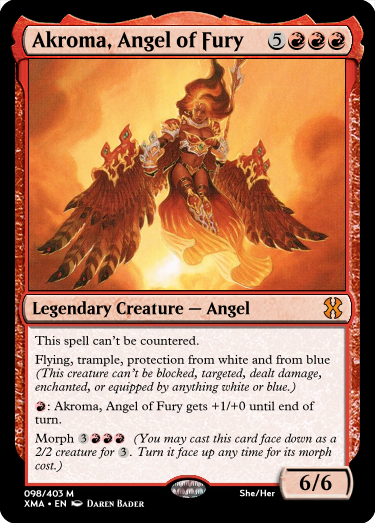 Akroma, Angel of Fury 5
Legendary Creature — Angel
This spell can't be countered.
Flying, trample, protection from white and from blue
(This creature can't be blocked, targeted, dealt damage,
enchanted, or equipped by anything white or blue.)
: Akroma, Angel of Fury gets +1/+0 until end
of turn.
Morph 3 (You may cast this card face down as a
2/2 creature for 3. Turn it face up any time for its morph
cost.)
6/6
098/403 M She/Her
XMA • EN Daren Bader